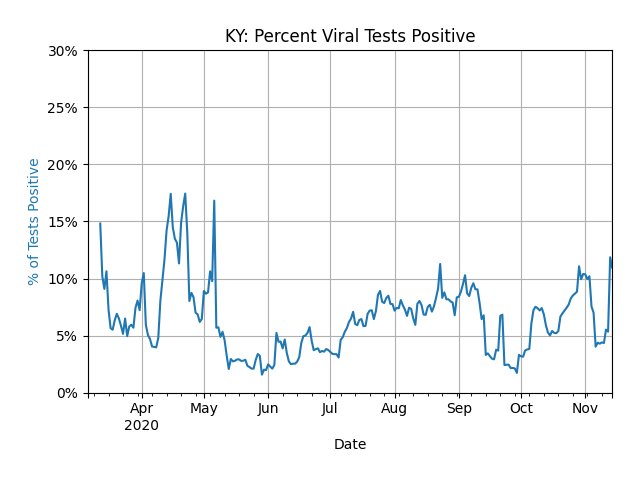 KY: Percent Viral Tests Positive
30%
25%
20%
15%
10%
5%
0%
% of Tests Positive
Apr May Jun Jul Aug Sep Oct Nov
2020
Date